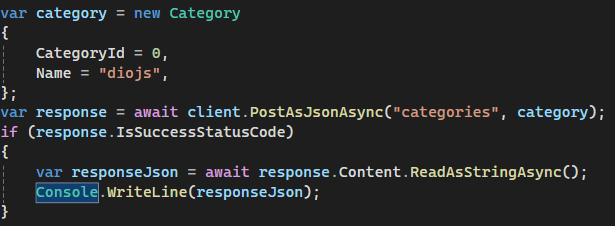 var category = new Category
{
    CategoryId = 0,
    Name = "diojs",
};
var response = await client.PostAsJsonAsync("categories", category);
if (response.IsSuccessStatusCode)
{
    var responseJson = await response.Content.ReadAsStringAsync();
    Console.WriteLine(responseJson);
}